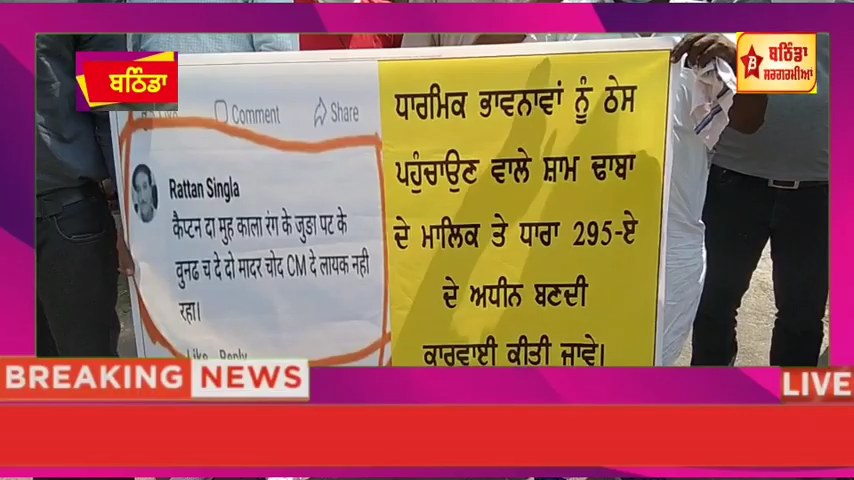 ਬਠਿੰਡਾ
ਬਠਿੰਡਾ
ਸਰਗਰਮੀਆਂ
B
Like Comment Share
Rattan Singla
कैप्टन दा मुह काला रंग के जुङा पट के
वुनढ च दे दो मादर चोद CM दे लायक नही
रहा।
Like Reply
ਧਾਰਮਿਕ ਭਾਵਨਾਵਾਂ ਨੂੰ ਠੇਸ
ਪਹੁੰਚਾਉਣ ਵਾਲੇ ਸ਼ਾਮ ਢਾਬਾ
ਦੇ ਮਾਲਿਕ ਤੇ ਧਾਰਾ 295-ਏ
ਦੇ ਅਧੀਨ ਬਣਦੀ
ਕਾਰਵਾਈ ਕੀਤੀ ਜਾਵੇ।
BREAKING NEWS
LIVE